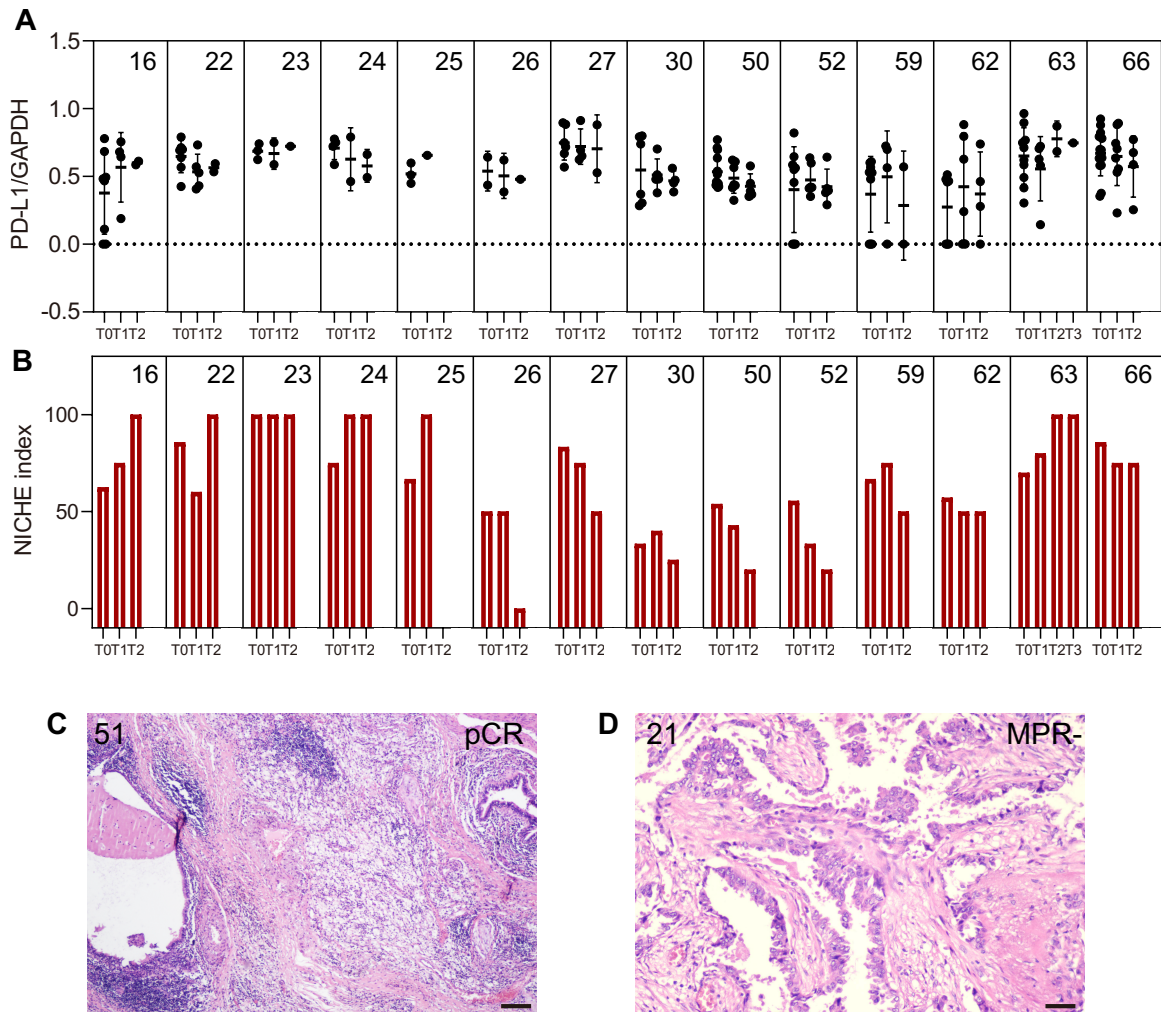 A
PD-L1/GAPDH
1.5
1.0
0.5
0.0
-0.5
16 22 23 24 25 26 27 30 50 52 59 62 63 66
T0T1T2 T0T1T2 T0T1T2 T0T1T2 T0T1T2 T0T1T2 T0T1T2 T0T1T2 T0T1T2 T0T1T2 T0T1T2 T0T1T2 T0T1T2T3 T0T1T2
B
NICHE index
100
50
0
16 22 23 24 25 26 27 30 50 52 59 62 63 66
T0T1T2 T0T1T2 T0T1T2 T0T1T2 T0T1T2 T0T1T2 T0T1T2 T0T1T2 T0T1T2 T0T1T2 T0T1T2 T0T1T2 T0T1T2T3 T0T1T2
C
51 pCR
D
21 MPR-